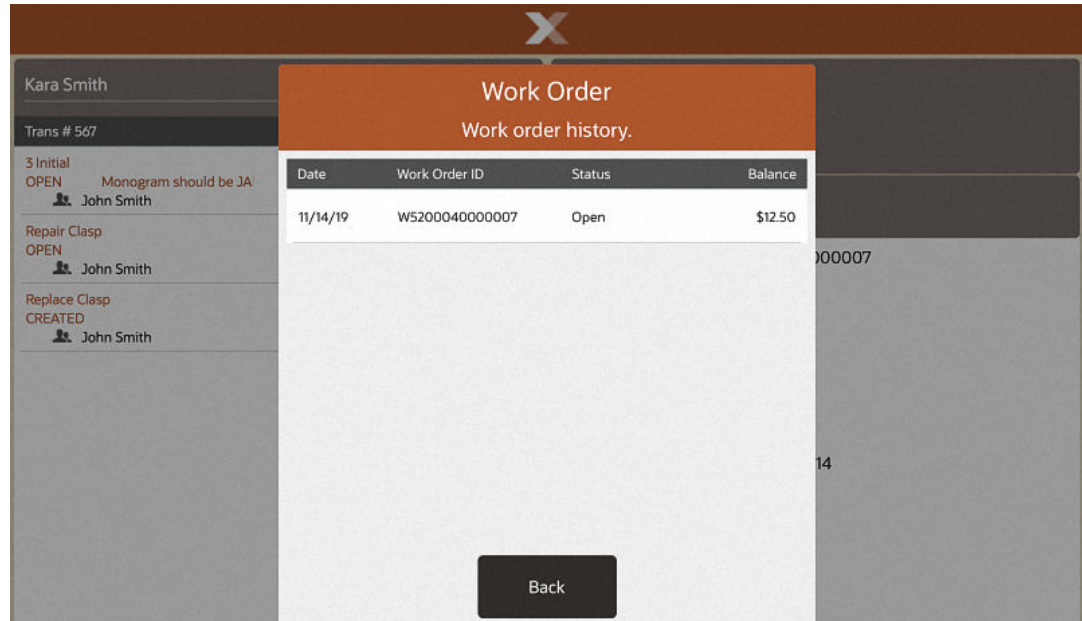 Kara Smith
Trans # 567
3 Initial
OPEN Monogram should be JA
John Smith
Repair Clasp
OPEN
John Smith
Replace Clasp
CREATED
John Smith
Work Order
Work order history.
Date Work Order ID Status Balance
11/14/19 W5200040000007 Open $12.50
Back
000007
14